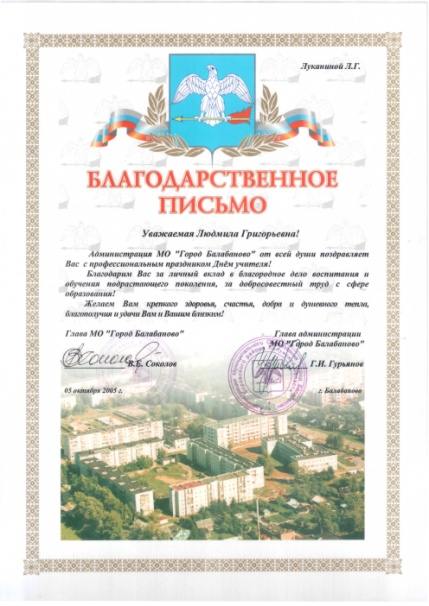 Луканиной Л.Г.
БЛАГОДАРСТВЕННОЕ
ПИСЬМО
Уважаемая Людмила Григорьевна!
Администрация МО "Город Балабаново" от всей души поздравляет
Вас с профессиональным праздником Днём учителя!
Благодарим Вас за личный вклад в благородное дело воспитания и
обучения подрастающего поколения, за добросовестный труд с сфере
образования!
Желаем Вам крепкого здоровья, счастья, добра и душевного тепла,
благополучия и удачи Вам и Вашим близким!
Глава МО "Город Балабаново"
В.Е. Соколов
Глава администрации
МО "Город Балабаново"
Г.И. Гурьянов
05 октября 2005 г.
г. Балабаново